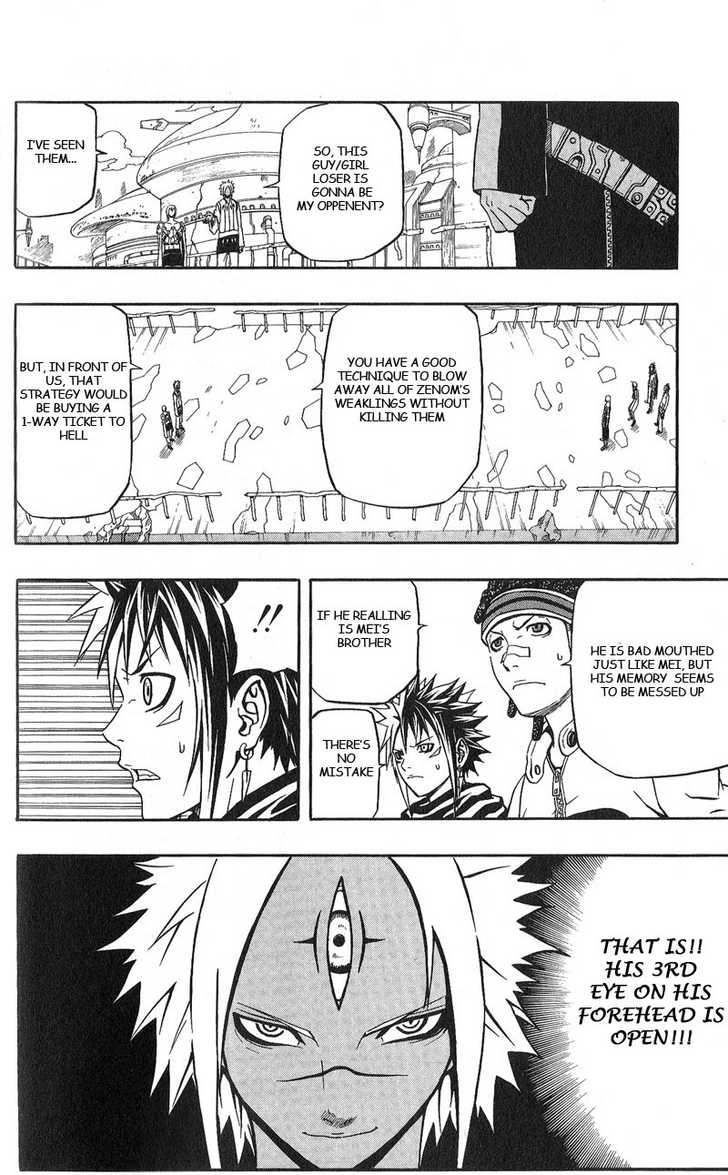 SO, THIS
GUY/GIRL
LOSER IS
GONNA BE
MY OPPENENT?
I'VE SEEN
THEM...
YOU HAVE A GOOD
TECHNIQUE TO BLOW
AWAY ALL OF ZENOM'S
WEAKLINGS WITHOUT
KILLING THEM
BUT, IN FRONT OF
US, THAT
STRATEGY WOULD
BE BUYING A
1-WAY TICKET TO
HELL
HE IS BAD MOUTHED
JUST LIKE MEI, BUT
HIS MEMORY SEEMS
TO BE MESSED UP
IF HE REALLING
IS MEI'S
BROTHER
THERE'S
NO
MISTAKE
!!
THAT IS!!
HIS 3RD
EYE ON HIS
FOREHEAD IS
OPEN!!!